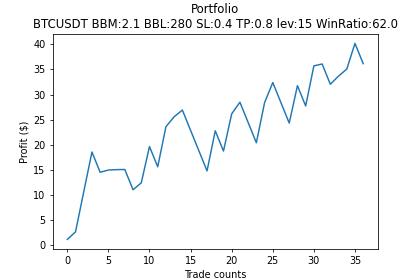 Portfolio
BTCUSDT BBM:2.1 BBL:280 SL:0.4 TP:0.8 lev:15 WinRatio:62.0
40
35
30
25
20
15
10
5
0
Profit ($)
0 5 10 15 20 25 30 35
Trade counts